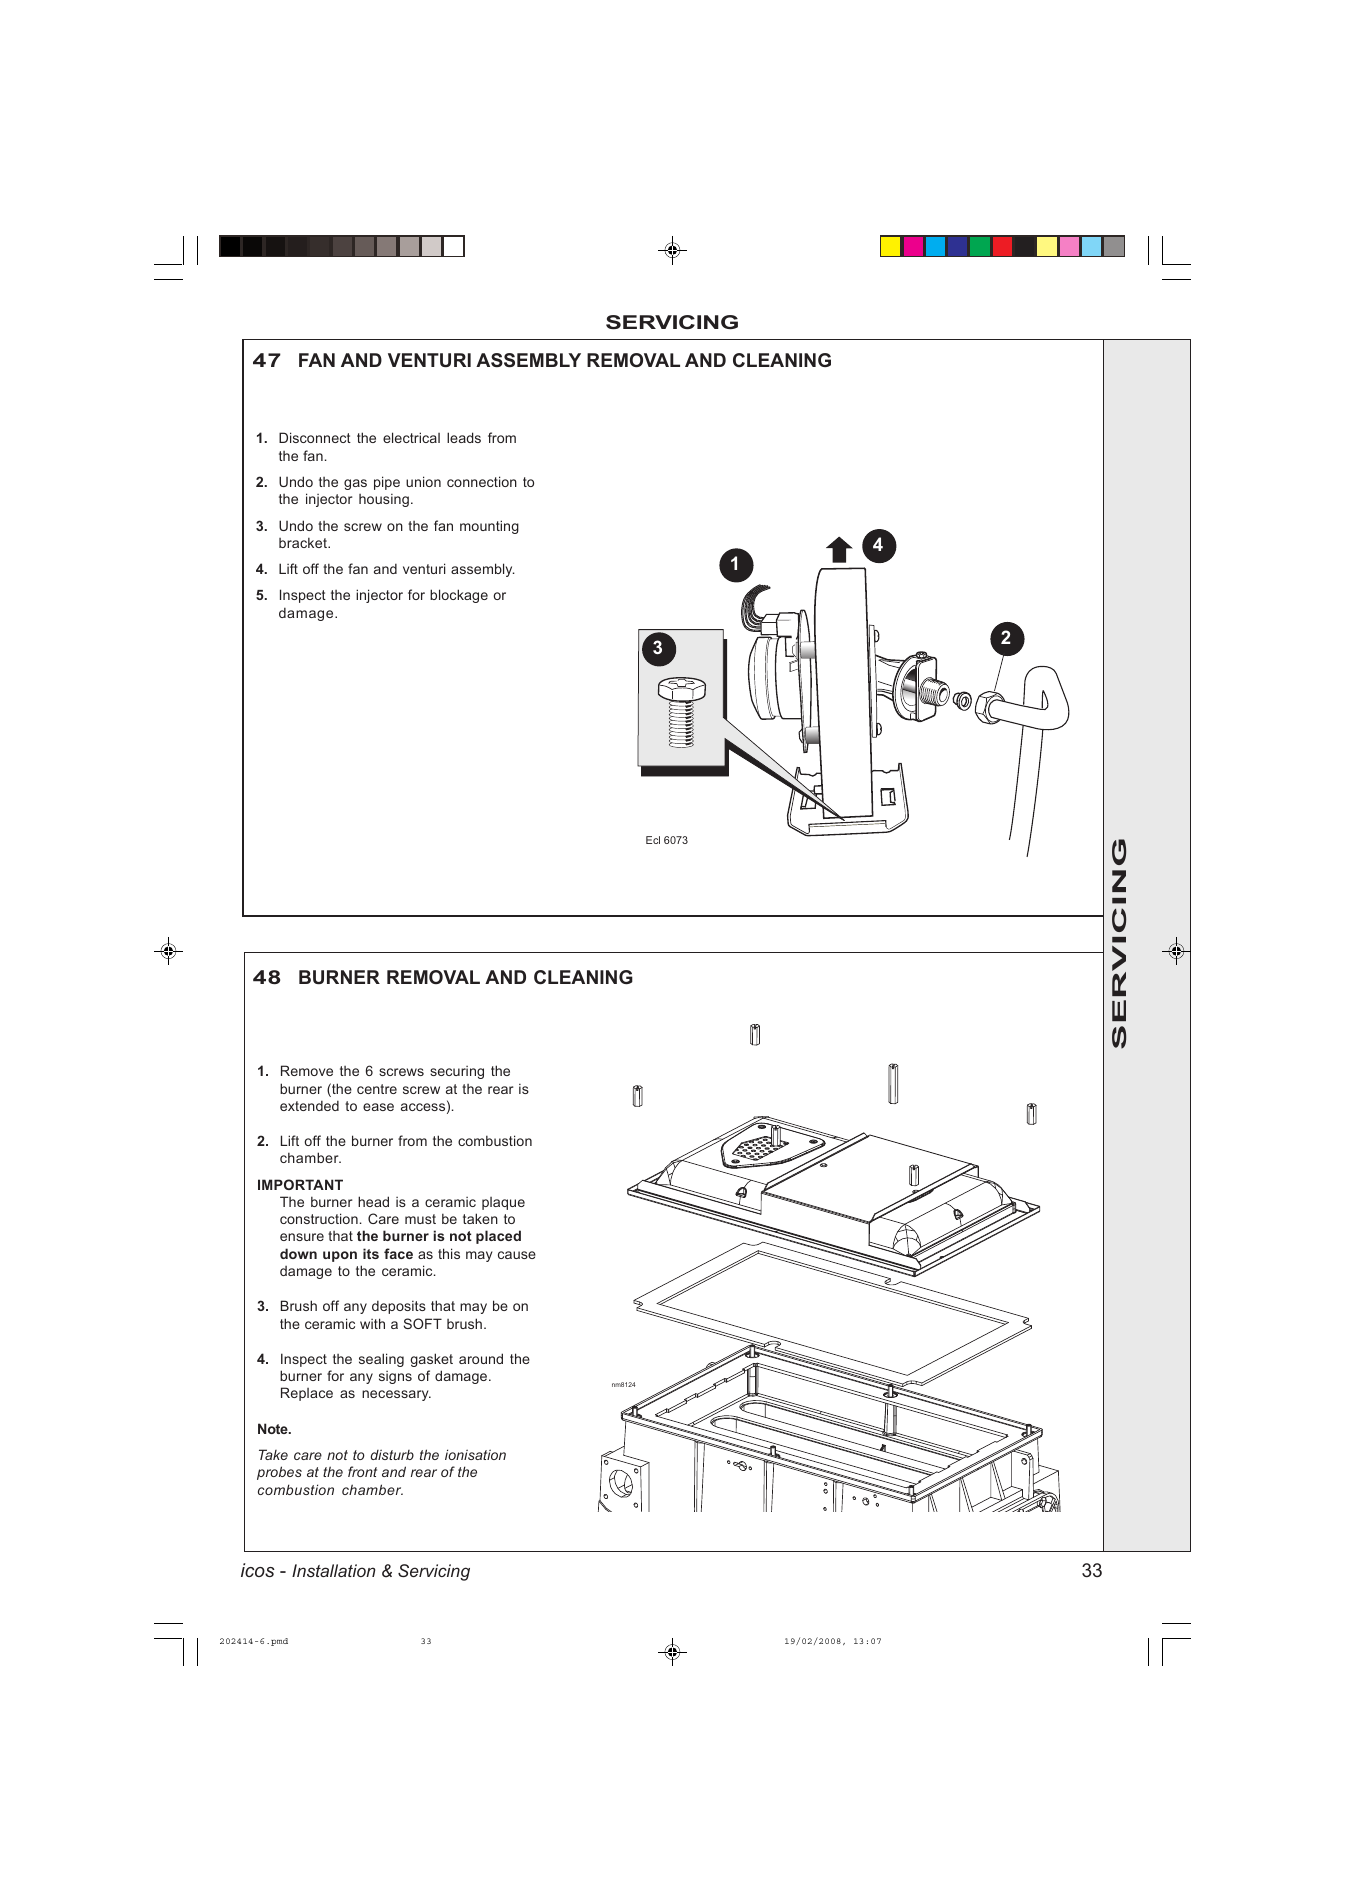 SERVICING
47 FAN AND VENTURI ASSEMBLY REMOVAL AND CLEANING
1. Disconnect the electrical leads from
the fan.
2. Undo the gas pipe union connection to
the injector housing.
3. Undo the screw on the fan mounting
bracket.
4. Lift off the fan and venturi assembly.
5. Inspect the injector for blockage or
damage.
1
4
3
2
Ecl 6073
SERVICING
48 BURNER REMOVAL AND CLEANING
1. Remove the 6 screws securing the
burner (the centre screw at the rear is
extended to ease access).
2. Lift off the burner from the combustion
chamber.
IMPORTANT
The burner head is a ceramic plaque
construction. Care must be taken to
ensure that the burner is not placed
down upon its face as this may cause
damage to the ceramic.
3. Brush off any deposits that may be on
the ceramic with a SOFT brush.
4. Inspect the sealing gasket around the
burner for any signs of damage.
Replace as necessary.
Note.
Take care not to disturb the ionisation
probes at the front and rear of the
combustion chamber.
nm8124
icos - Installation & Servicing
33
202414-6.pmd 33 19/02/2008, 13:07